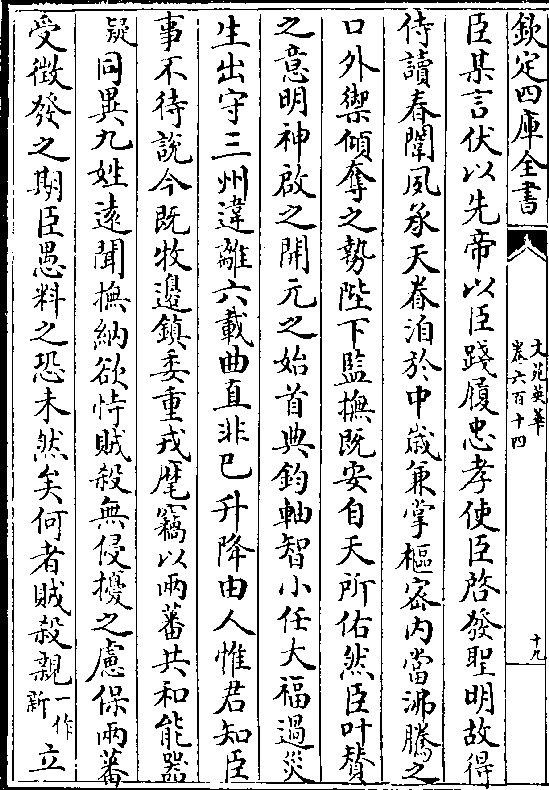 欽定四庫全書
文苑英華
卷六百十四
十九
臣某言伏以先帝以臣踐履忠孝使臣啓發聖明故得
侍讀春闈夙承天眷洎於中歲兼掌樞密内當沸騰之
口外禦傾奪之勢陛下監撫既安自天所佑然臣叶賛
之意明神啟之開元之始首典鈞軸智小任大福過災
生出守三州違離六載曲直非已升降由人惟君知臣
事不待說今既牧邊鎮委重戎麾竊以兩蕃共和能器
疑同異九姓遠聞撫納欲恃賊殺無侵擾之慮保兩蕃
受徵發之期臣愚料之恐未然矣何者賊殺親一作新立